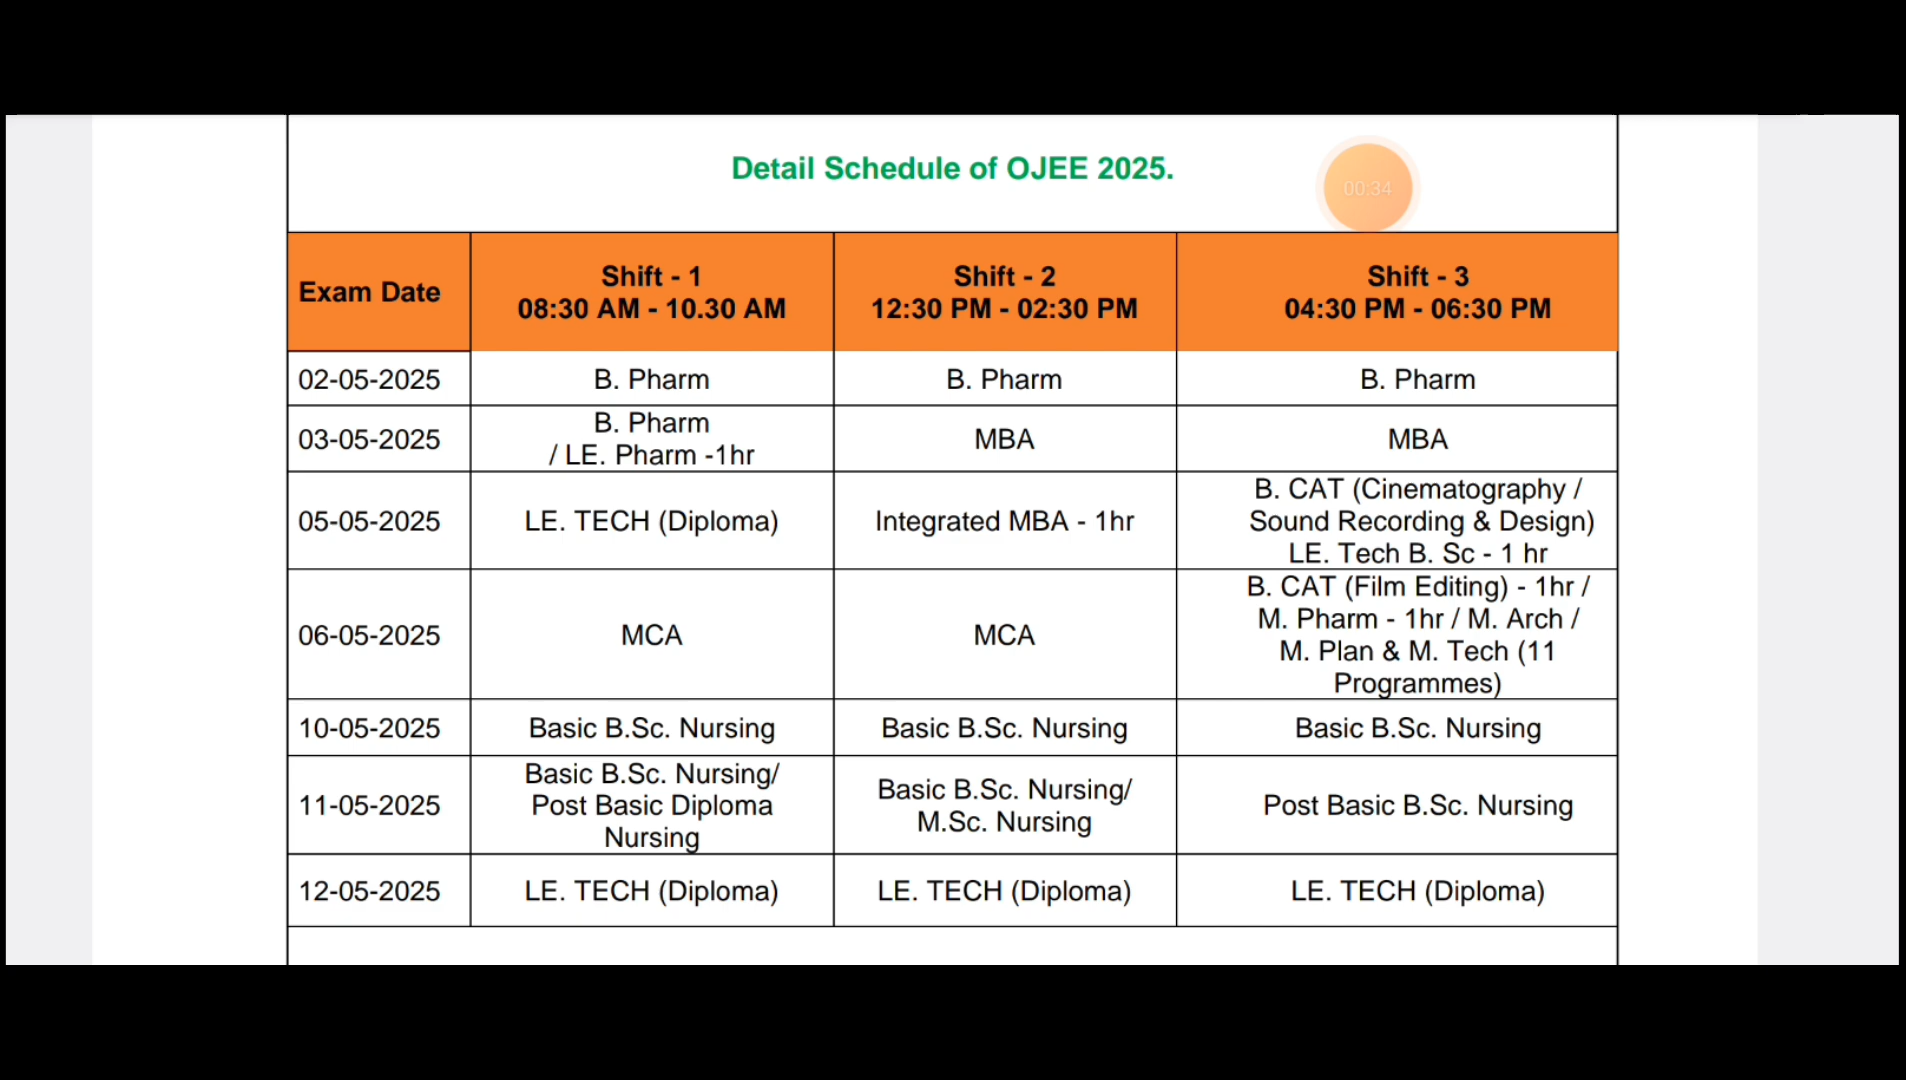 Detail Schedule of OJEE 2025.
00:34
Exam Date
Shift - 1
08:30 AM - 10.30 AM
Shift - 2
12:30 PM - 02:30 PM
Shift - 3
04:30 PM - 06:30 PM
02-05-2025
B. Pharm
B. Pharm
B. Pharm
03-05-2025
B. Pharm
/ LE. Pharm -1hr
MBA
MBA
05-05-2025
LE. TECH (Diploma)
Integrated MBA - 1hr
B. CAT (Cinematography /
Sound Recording & Design)
LE. Tech B. Sc - 1 hr
06-05-2025
MCA
MCA
B. CAT (Film Editing) - 1hr /
M. Pharm - 1hr / M. Arch /
M. Plan & M. Tech (11
Programmes)
10-05-2025
Basic B.Sc. Nursing
Basic B.Sc. Nursing
Basic B.Sc. Nursing
11-05-2025
Basic B.Sc. Nursing/
Post Basic Diploma
Nursing
Basic B.Sc. Nursing/
M.Sc. Nursing
Post Basic B.Sc. Nursing
12-05-2025
LE. TECH (Diploma)
LE. TECH (Diploma)
LE. TECH (Diploma)